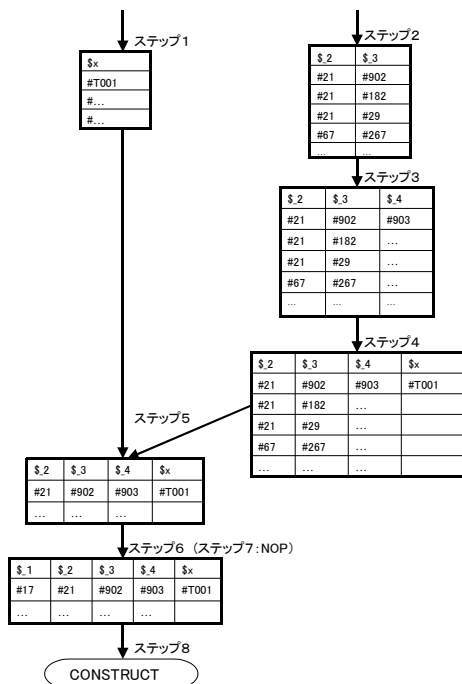 ステップ1
$x
#T001
#...
#...
ステップ2
$_2 $_3
#21 #902
#21 #182
#21 #29
#67 #267
... ...
ステップ3
$_2 $_3 $_4
#21 #902 #903
#21 #182 ...
#21 #29 ...
#67 #267 ...
... ... ...
ステップ4
$_2 $_3 $_4 $x
#21 #902 #903 #T001
#21 #182 ...
#21 #29 ...
#67 #267 ...
... ... ...
ステップ5
$_2 $_3 $_4 $x
#21 #902 #903 #T001
... ... ...
ステップ6 (ステップ7:NOP)
$_1 $_2 $_3 $_4 $x
#17 #21 #902 #903 #T001
... ... ... ...
ステップ8
CONSTRUCT